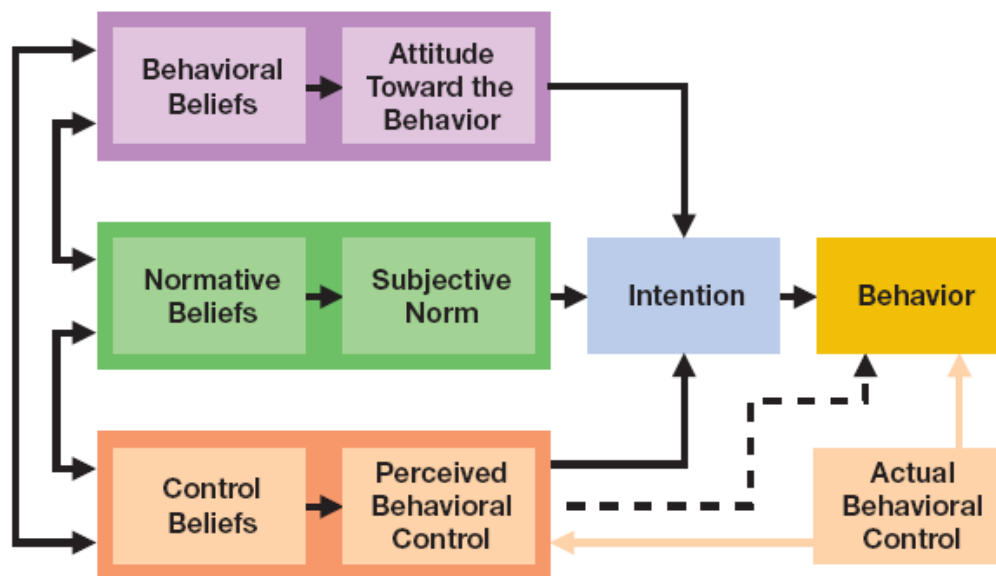 Behavioral
Beliefs
Attitude
Toward the
Behavior
Normative
Beliefs
Subjective
Norm
Intention
Behavior
Control
Beliefs
Perceived
Behavioral
Control
Actual
Behavioral
Control